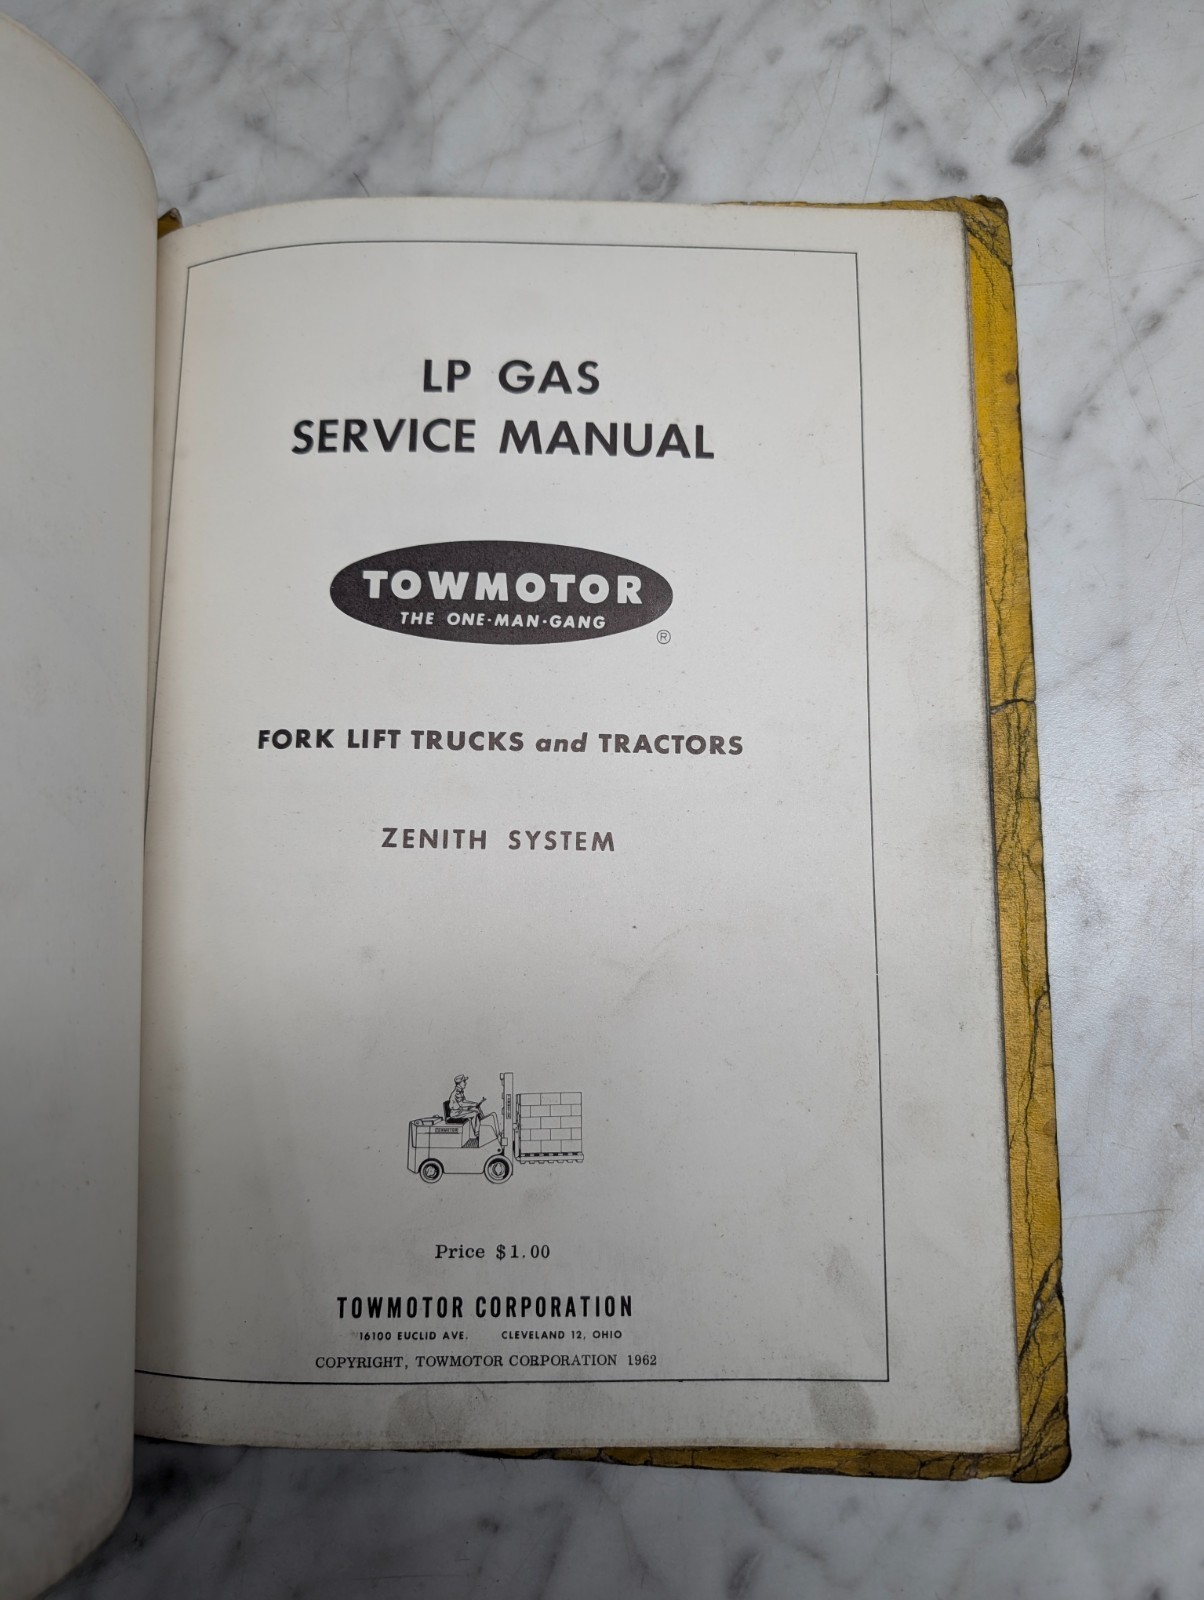 LP GAS
SERVICE MANUAL
TOWMOTOR
THE ONE-MAN-GANG
®
FORK LIFT TRUCKS and TRACTORS
ZENITH SYSTEM
TOWMOTOR
Price $1.00
TOWMOTOR CORPORATION
16100 EUCLID AVE. CLEVELAND 12, OHIO
COPYRIGHT, TOWMOTOR CORPORATION 1962